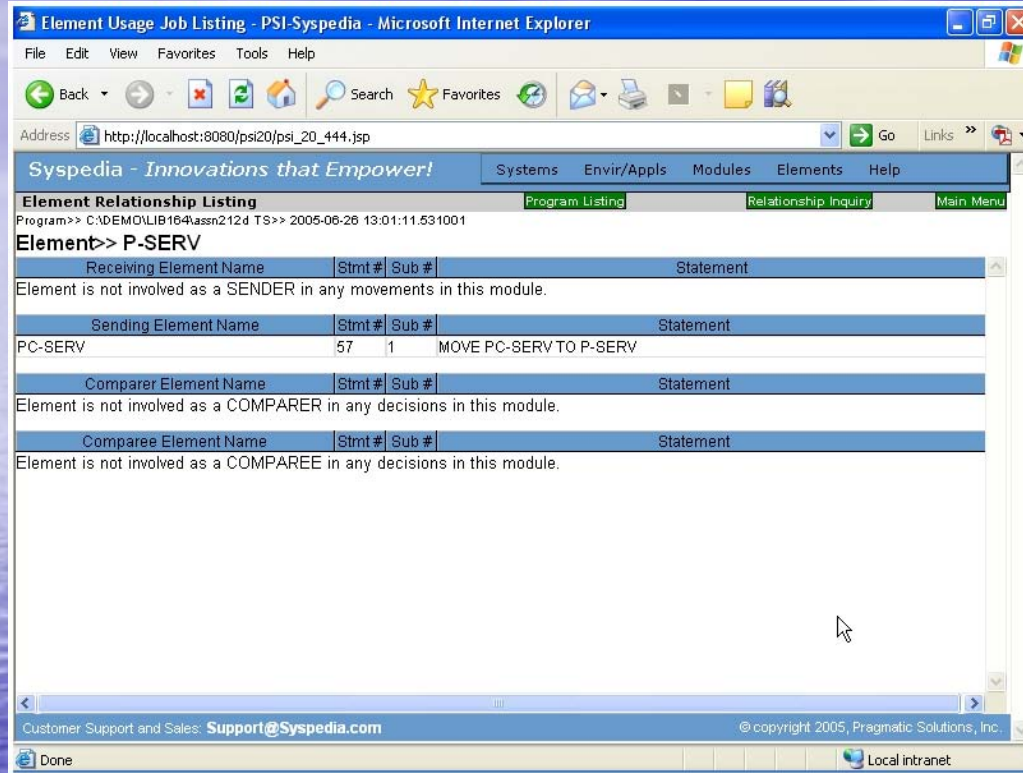 Element Usage Job Listing - PSI-Syspedia - Microsoft Internet Explorer
File Edit View Favorites Tools Help
Back Search Favorites
Address http://localhost:8080/psi20/psi_20_444.jsp Go Links »
Syspedia - Innovations that Empower! Systems Envir/Appls Modules Elements Help
Element Relationship Listing Program Listing Relationship Inquiry Main Menu
Program>> C:\DEMO\LIB164\assn212d TS>> 2005-06-26 13:01:11.531001
Element>> P-SERV
Receiving Element Name Stmt # Sub # Statement
Element is not involved as a SENDER in any movements in this module.
Sending Element Name Stmt # Sub # Statement
PC-SERV 57 1 MOVE PC-SERV TO P-SERV
Comparer Element Name Stmt # Sub # Statement
Element is not involved as a COMPARER in any decisions in this module.
Comparee Element Name Stmt # Sub # Statement
Element is not involved as a COMPAREE in any decisions in this module.
Customer Support and Sales: Support@Syspedia.com © copyright 2005, Pragmatic Solutions, Inc.
Done Local intranet